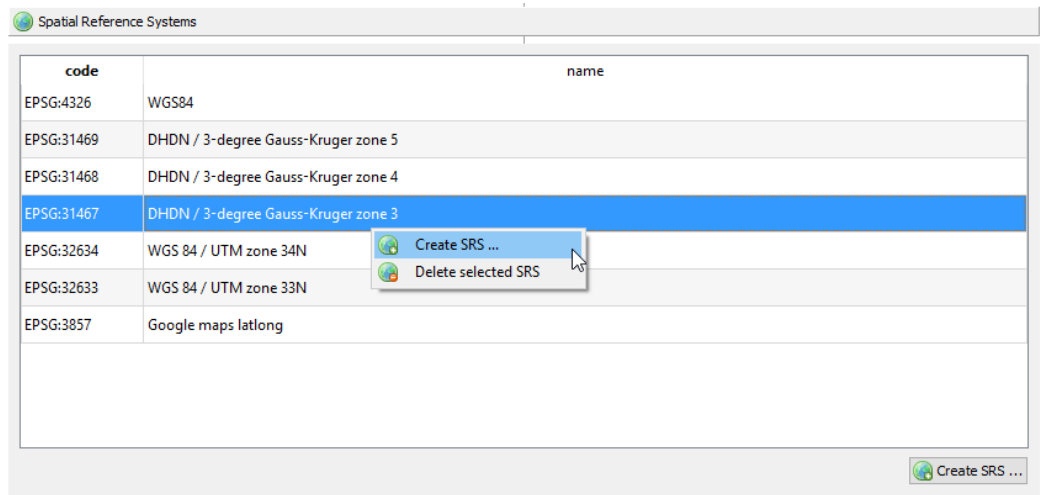 Spatial Reference Systems
code name
EPSG:4326 WGS84
EPSG:31469 DHDN / 3-degree Gauss-Kruger zone 5
EPSG:31468 DHDN / 3-degree Gauss-Kruger zone 4
EPSG:31467 DHDN / 3-degree Gauss-Kruger zone 3
Create SRS ...
EPSG:32634 WGS 84 / UTM zone 34N
Delete selected SRS
EPSG:32633 WGS 84 / UTM zone 33N
EPSG:3857 Google maps latlong
Create SRS ...